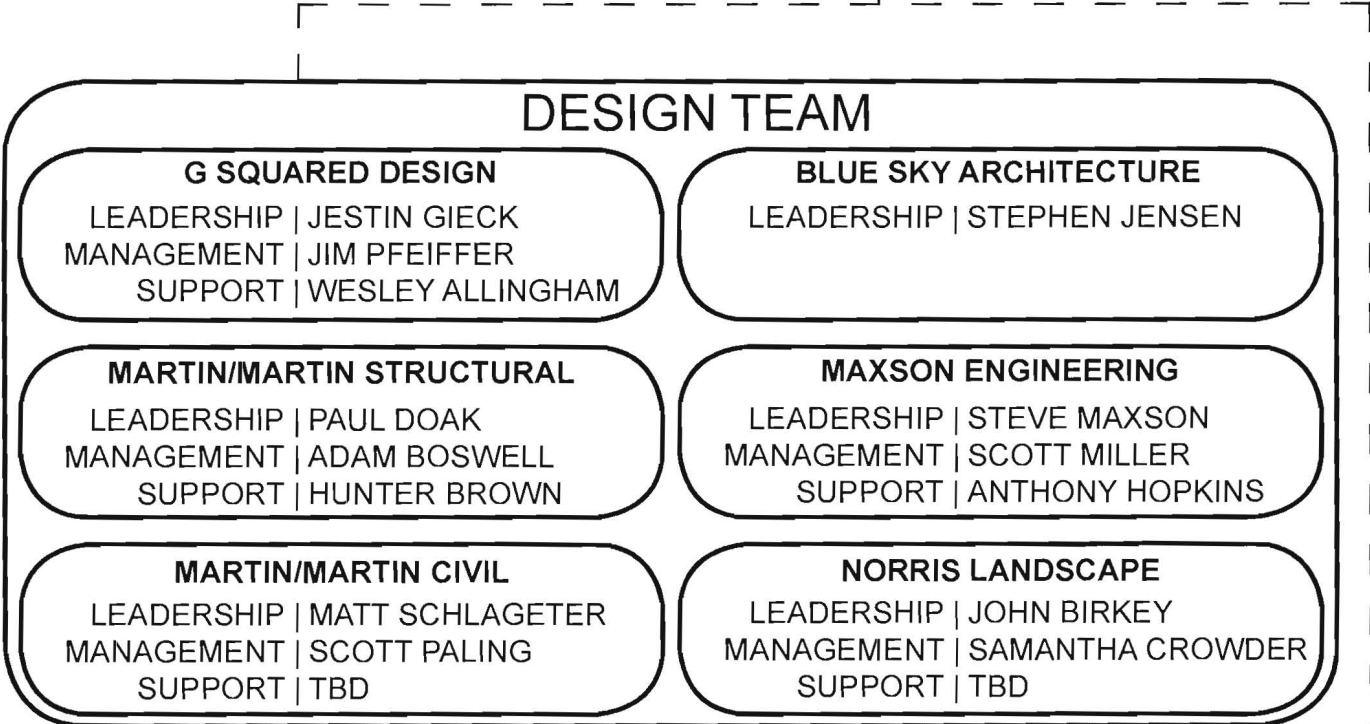 DESIGN TEAM
G SQUARED DESIGN
LEADERSHIP | JESTIN GIECK
MANAGEMENT | JIM PFEIFFER
SUPPORT | WESLEY ALLINGHAM
BLUE SKY ARCHITECTURE
LEADERSHIP | STEPHEN JENSEN
MARTIN/MARTIN STRUCTURAL
LEADERSHIP | PAUL DOAK
MANAGEMENT | ADAM BOSWELL
SUPPORT | HUNTER BROWN
MAXSON ENGINEERING
LEADERSHIP | STEVE MAXSON
MANAGEMENT | SCOTT MILLER
SUPPORT | ANTHONY HOPKINS
MARTIN/MARTIN CIVIL
LEADERSHIP | MATT SCHLAGETER
MANAGEMENT | SCOTT PALING
SUPPORT | TBD
NORRIS LANDSCAPE
LEADERSHIP | JOHN BIRKEY
MANAGEMENT | SAMANTHA CROWDER
SUPPORT | TBD